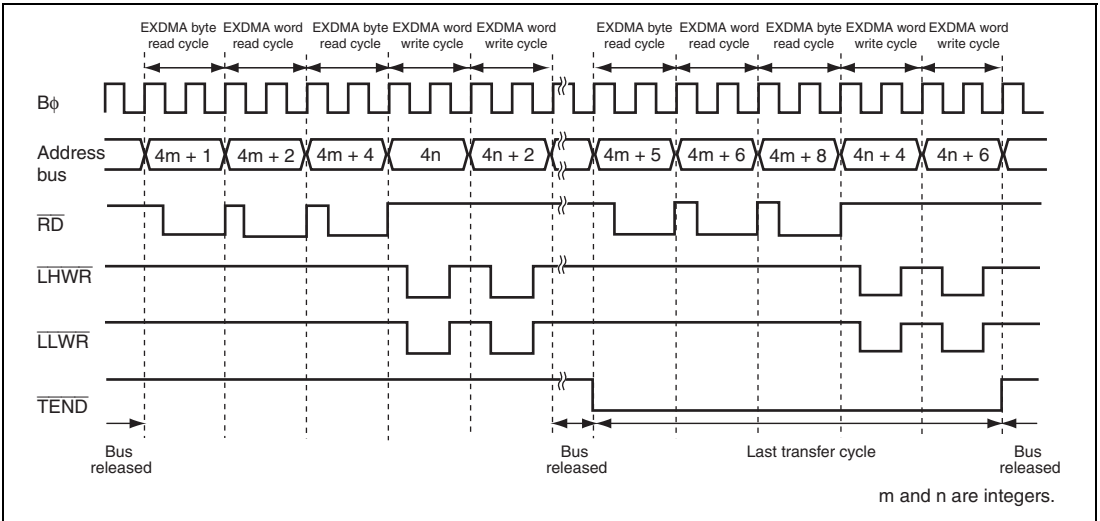 EXDMA byte read cycle
EXDMA word read cycle
EXDMA byte read cycle
EXDMA word write cycle
EXDMA word write cycle
EXDMA byte read cycle
EXDMA word read cycle
EXDMA byte read cycle
EXDMA word write cycle
EXDMA word write cycle
Bϕ
Address bus
4m + 1
4m + 2
4m + 4
4n
4n + 2
4m + 5
4m + 6
4m + 8
4n + 4
4n + 6
RD
LHWR
LLWR
TEND
Bus released
Bus released
Last transfer cycle
Bus released
m and n are integers.